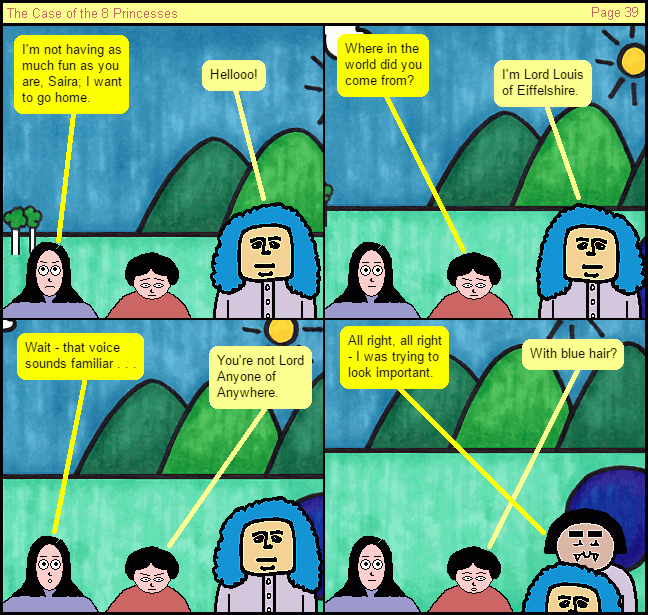 The Case of the 8 Princesses
Page 39
I'm not having as
much fun as you
are, Saira; I want
to go home.
Hellooo!
Where in the
world did you
come from?
I'm Lord Louis
of Eiffelshire.
Wait - that voice
sounds familiar . . .
You're not Lord
Anyone of
Anywhere.
All right, all right
- I was trying to
look important.
With blue hair?